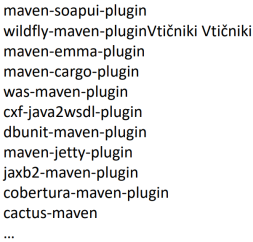 maven-soapui-plugin
wildfly-maven-pluginVtičniki Vtičniki
maven-emma-plugin
maven-cargo-plugin
was-maven-plugin
cxf-java2wsdl-plugin
dbunit-maven-plugin
maven-jetty-plugin
jaxb2-maven-plugin
cobertura-maven-plugin
cactus-maven
…